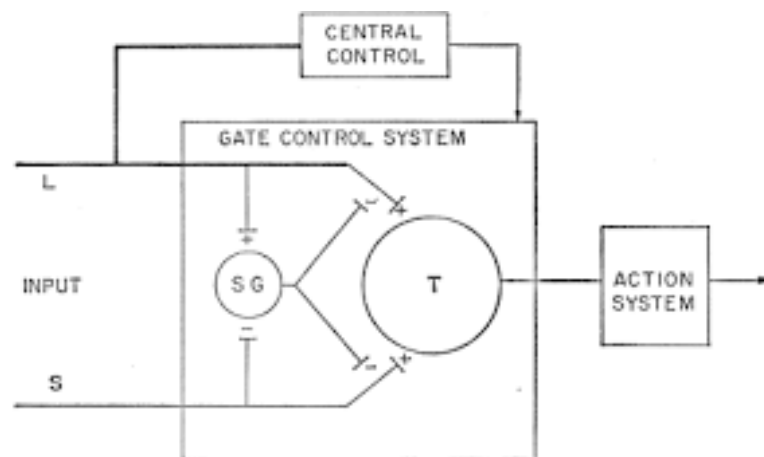 CENTRAL
CONTROL
GATE CONTROL SYSTEM
L
+
-
+
INPUT
SG
T
ACTION
SYSTEM
-
-
+
S